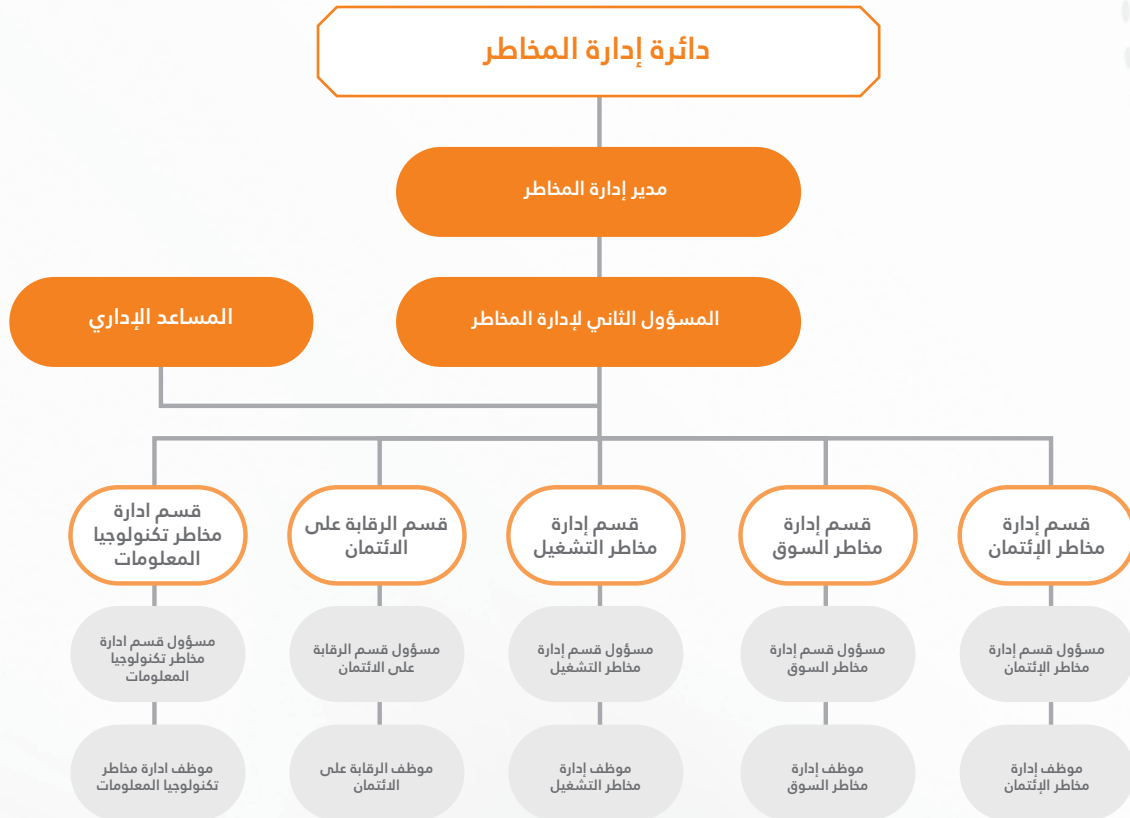 دائرة إدارة المخاطر
مدير إدارة المخاطر
المسؤول الثاني لإدارة المخاطر
المساعد الإداري
قسم إدارة
مخاطر الإئتمان
قسم إدارة
مخاطر السوق
قسم إدارة
مخاطر التشغيل
قسم الرقابة على
الائتمان
قسم ادارة
مخاطر تكنولوجيا
المعلومات
مسؤول قسم إدارة
مخاطر الإئتمان
مسؤول قسم إدارة
مخاطر السوق
مسؤول قسم إدارة
مخاطر التشغيل
مسؤول قسم الرقابة
على الائتمان
مسؤول قسم ادارة
مخاطر تكنولوجيا
المعلومات
موظف إدارة
مخاطر الإئتمان
موظف إدارة
مخاطر السوق
موظف إدارة
مخاطر التشغيل
موظف الرقابة على
الائتمان
موظف ادارة مخاطر
تكنولوجيا المعلومات